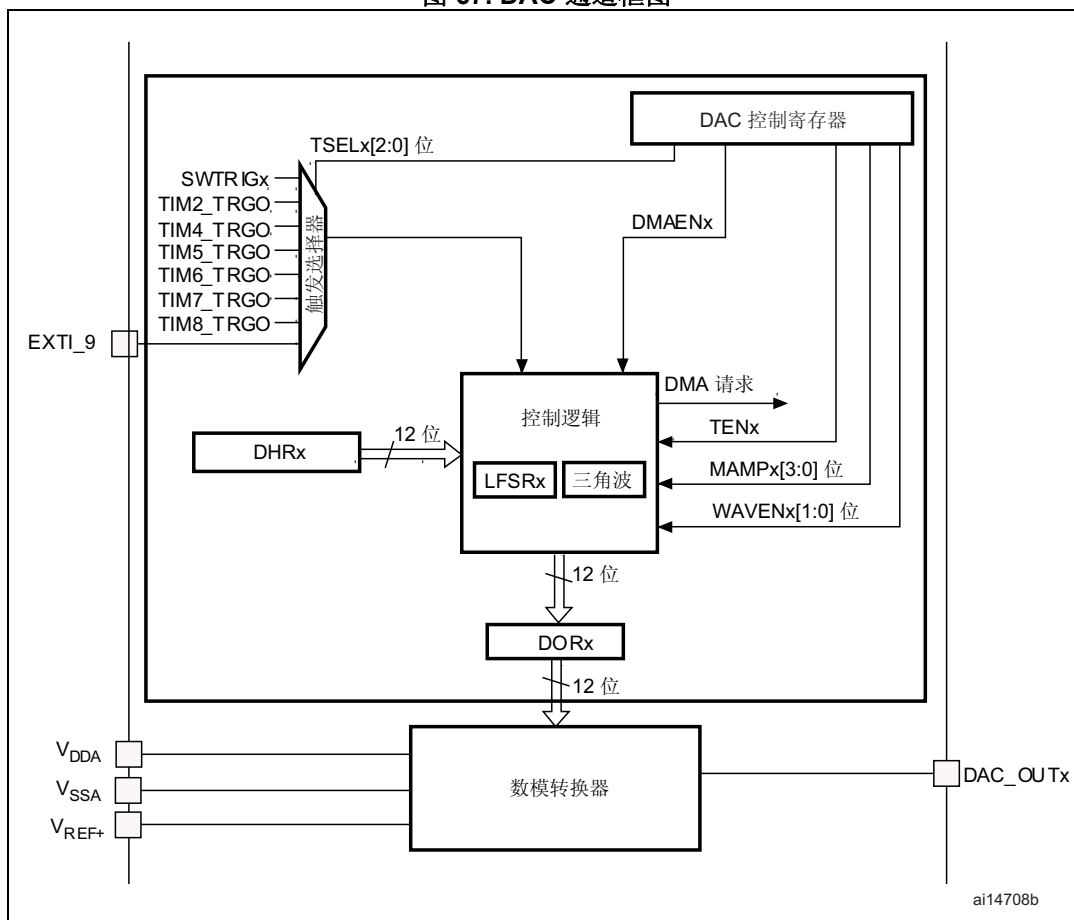 DAC 控制寄存器
TSELx[2:0] 位
SWTRIGx
TIM2_TRGO
TIM4_TRGO
TIM5_TRGO
TIM6_TRGO
TIM7_TRGO
TIM8_TRGO
触发选择器
DMAENx
EXTI_9
DMA 请求
控制逻辑
TENx
12 位
DHRx
LFSRx
三角波
MAMPx[3:0] 位
WAVENx[1:0] 位
12 位
DORx
12 位
VDDA
VSSA
VREF+
数模转换器
DAC_OUTx
ai14708b